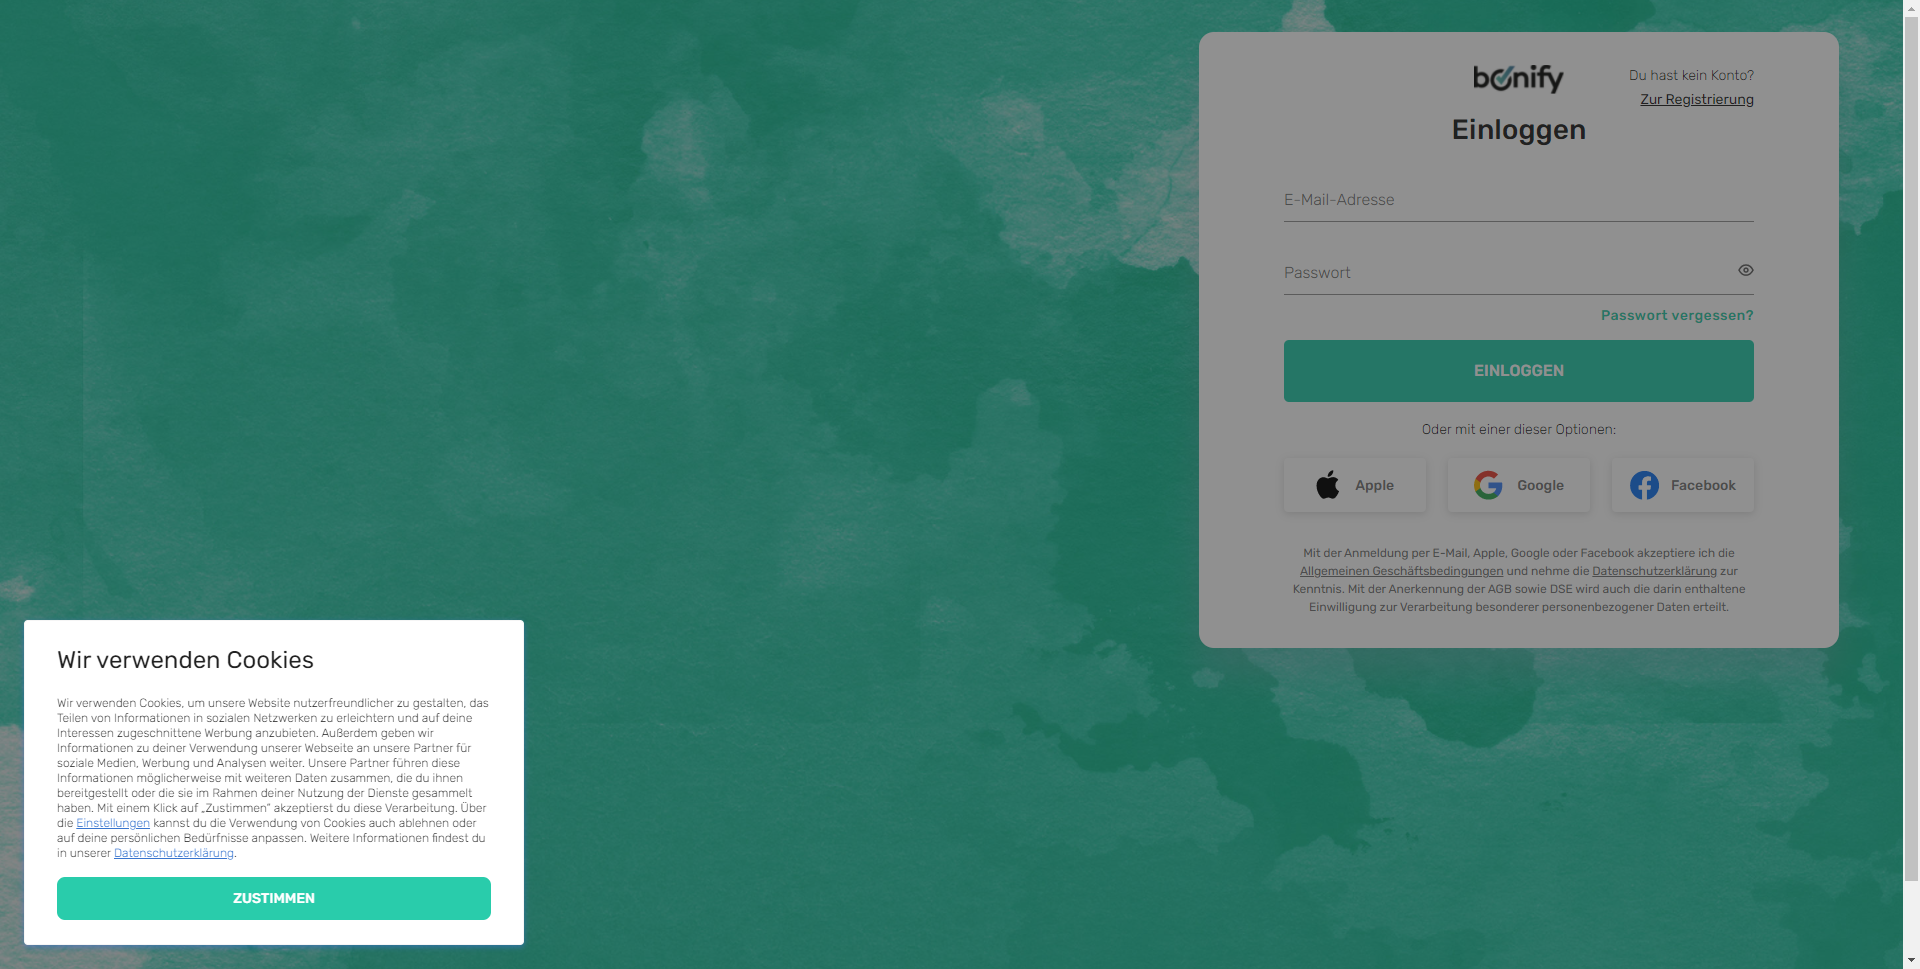 bonify
Du hast kein Konto?
Zur Registrierung
Einloggen
E-Mail-Adresse
Passwort
Passwort vergessen?
EINLOGGEN
Oder mit einer dieser Optionen:
Apple
Google
Facebook
Mit der Anmeldung per E-Mail, Apple, Google oder Facebook akzeptiere ich die
Allgemeinen Geschäftsbedingungen und nehme die Datenschutzerklärung zur
Kenntnis. Mit der Anerkennung der AGB sowie DSE wird auch die darin enthaltene
Einwilligung zur Verarbeitung besonderer personenbezogener Daten erteilt.
Wir verwenden Cookies
Wir verwenden Cookies, um unsere Website nutzerfreundlicher zu gestalten, das
Teilen von Informationen in sozialen Netzwerken zu erleichtern und auf deine
Interessen zugeschnittene Werbung anzubieten. Außerdem geben wir
Informationen zu deiner Verwendung unserer Webseite an unsere Partner für
soziale Medien, Werbung und Analysen weiter. Unsere Partner führen diese
Informationen möglicherweise mit weiteren Daten zusammen, die du ihnen
bereitgestellt oder die sie im Rahmen deiner Nutzung der Dienste gesammelt
haben. Mit einem Klick auf „Zustimmen“ akzeptierst du diese Verarbeitung. Über
die Einstellungen kannst du die Verwendung von Cookies auch ablehnen oder
auf deine persönlichen Bedürfnisse anpassen. Weitere Informationen findest du
in unserer Datenschutzerklärung.
ZUSTIMMEN